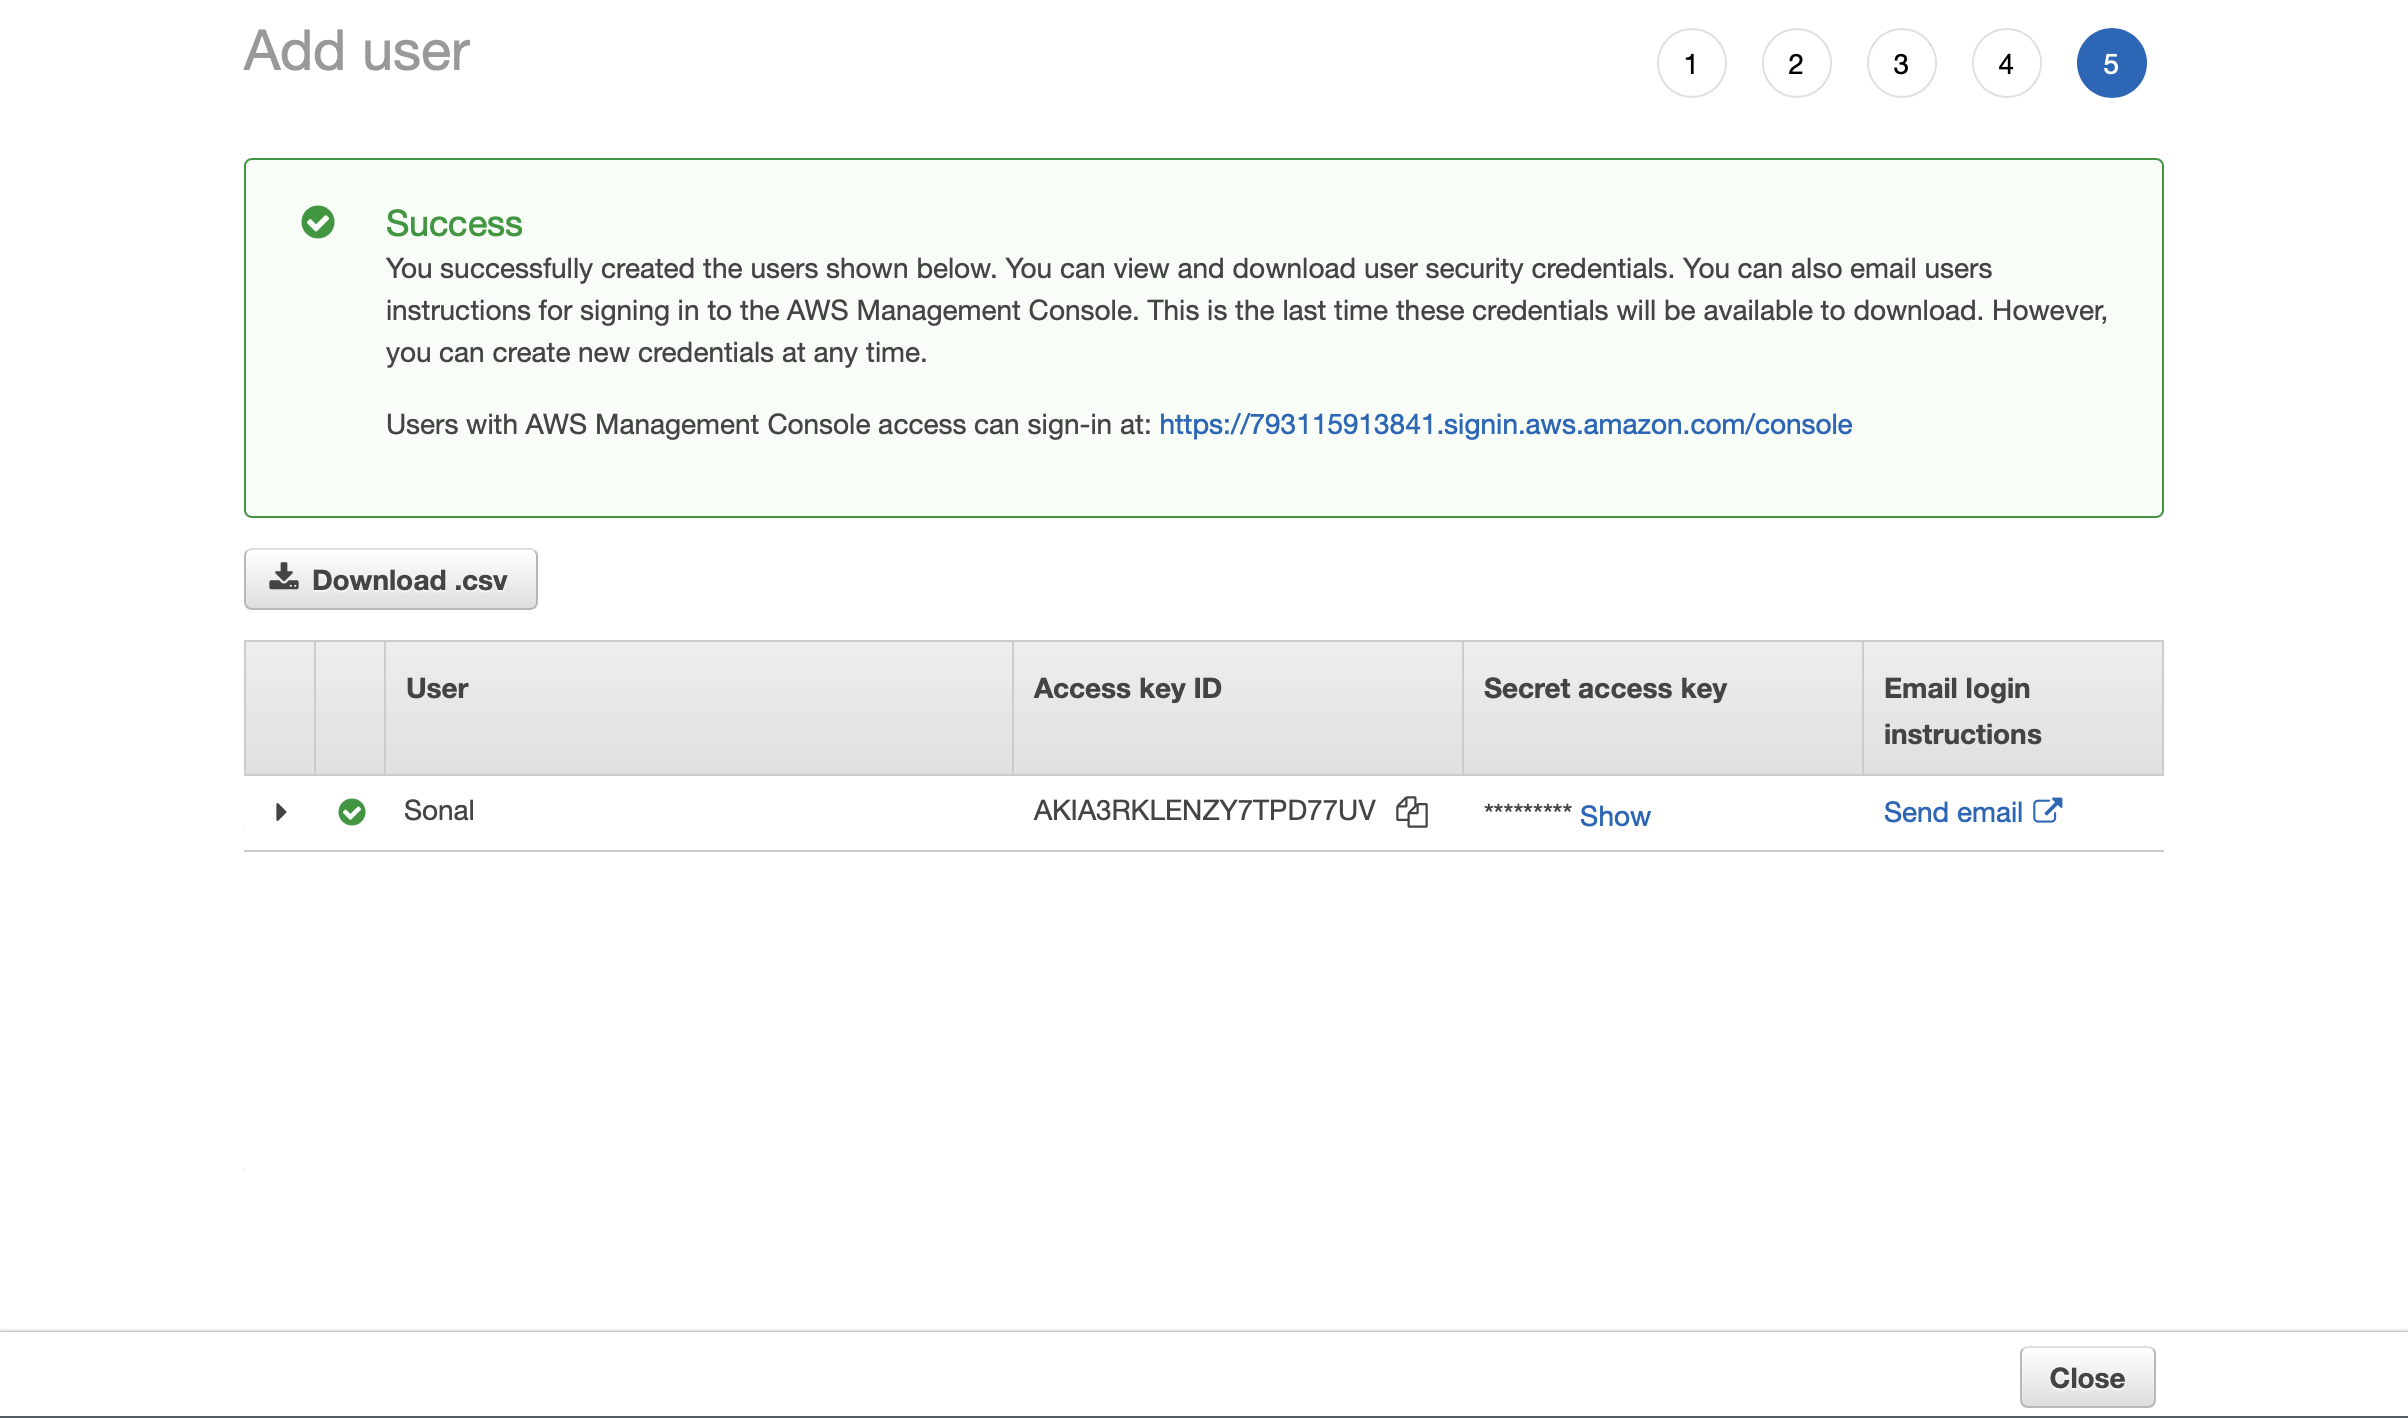 Add user
1 2 3 4 5
Success
You successfully created the users shown below. You can view and download user security credentials. You can also email users
instructions for signing in to the AWS Management Console. This is the last time these credentials will be available to download. However,
you can create new credentials at any time.
Users with AWS Management Console access can sign-in at: https://793115913841.signin.aws.amazon.com/console
Download .csv
User Access key ID Secret access key Email login
instructions
Sonal AKIA3RKLENZY7TPD77UV ********* Show Send email
Close